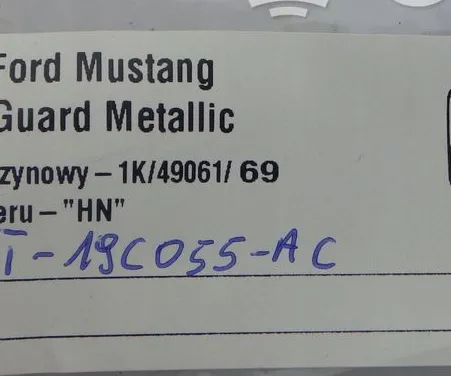 Ford Mustang
Guard Metallic
zynowy – 1K/49061/ 69
eru – "HN"
T-19C055-AC